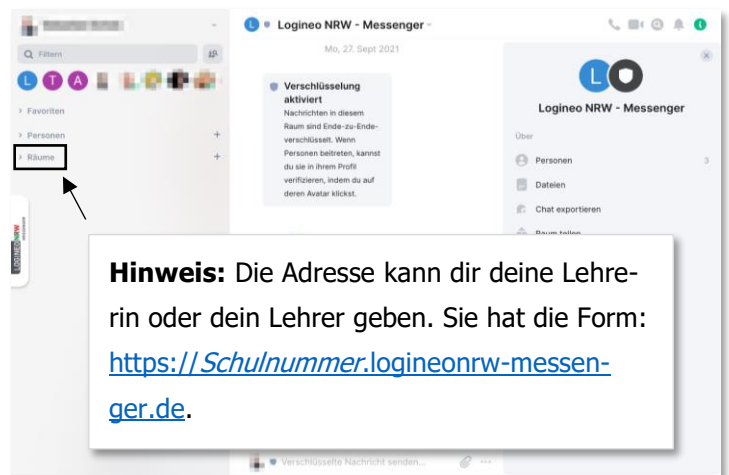 Logineo NRW - Messenger
Filtern
L T A
Favoriten
Personen
Räume
LOGINEO NRW
Mo, 27. Sept 2021
Verschlüsselung
aktiviert
Nachrichten in diesem
Raum sind Ende-zu-Ende-
verschlüsselt. Wenn
Personen beitreten, kannst
du sie in ihrem Profil
verifizieren, indem du auf
deren Avatar klickst.
L
Logineo NRW - Messenger
Über
Personen 3
Dateien
Chat exportieren
Raum teilen
Hinweis: Die Adresse kann dir deine Lehre-
rin oder dein Lehrer geben. Sie hat die Form:
https://Schulnummer.logineonrw-messen-
ger.de.
Verschlüsselte Nachricht senden...